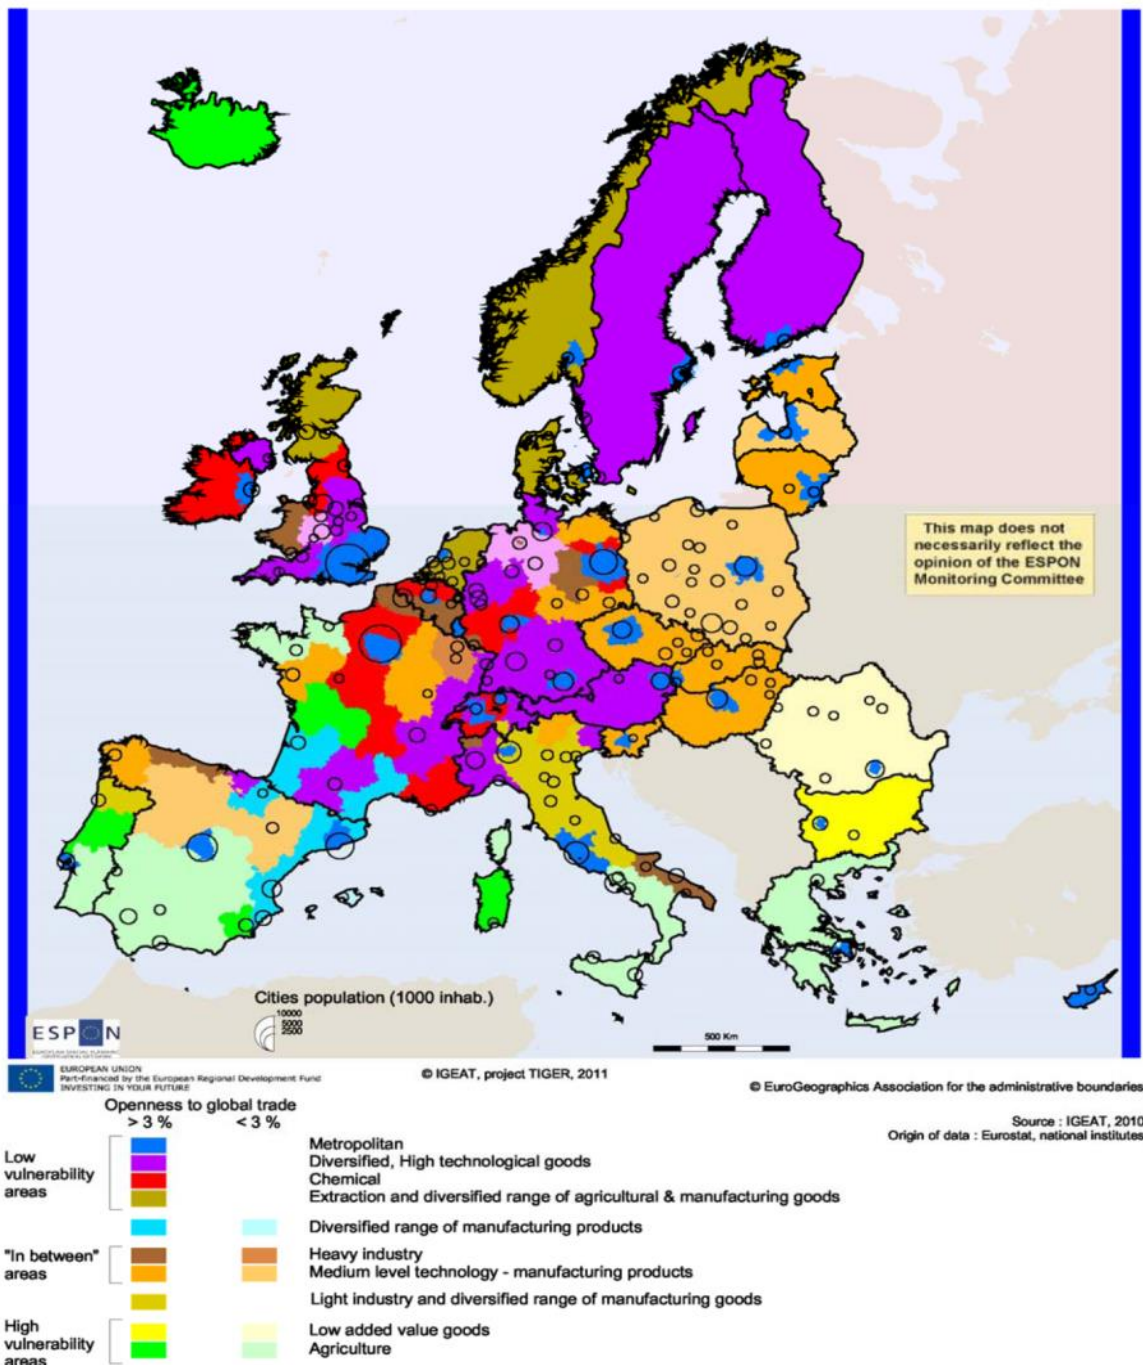 This map does not
necessarily reflect the
opinion of the ESPON
Monitoring Committee
Cities population (1000 inhab.)
10000
5000
2500
500 Km
ESPON
EUROPEAN UNION
Part-financed by the European Regional Development Fund
INVESTING IN YOUR FUTURE
© IGEAT, project TIGER, 2011
© EuroGeographics Association for the administrative boundaries
Source : IGEAT, 2010
Origin of data : Eurostat, national institutes
Openness to global trade
> 3 % < 3 %
Low
vulnerability
areas
Metropolitan
Diversified, High technological goods
Chemical
Extraction and diversified range of agricultural & manufacturing goods
Diversified range of manufacturing products
"In between"
areas
Heavy industry
Medium level technology - manufacturing products
Light industry and diversified range of manufacturing goods
High
vulnerability
areas
Low added value goods
Agriculture